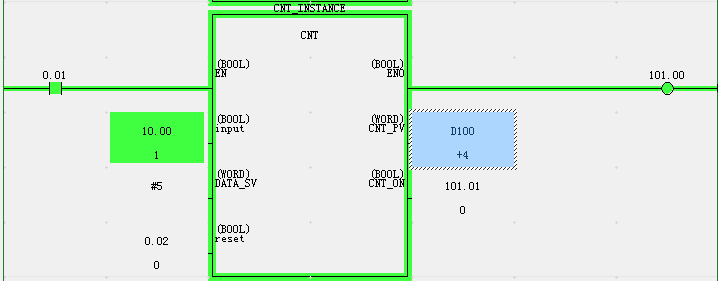 CNT_INSTANCE
CNT
0.01
(BOOL)
EN
(BOOL)
ENO
101.00
10.00
1
(BOOL)
input
(WORD)
CNT_PV
D100
+4
#5
(WORD)
DATA_SV
(BOOL)
CNT_ON
101.01
0
0.02
0
(BOOL)
reset